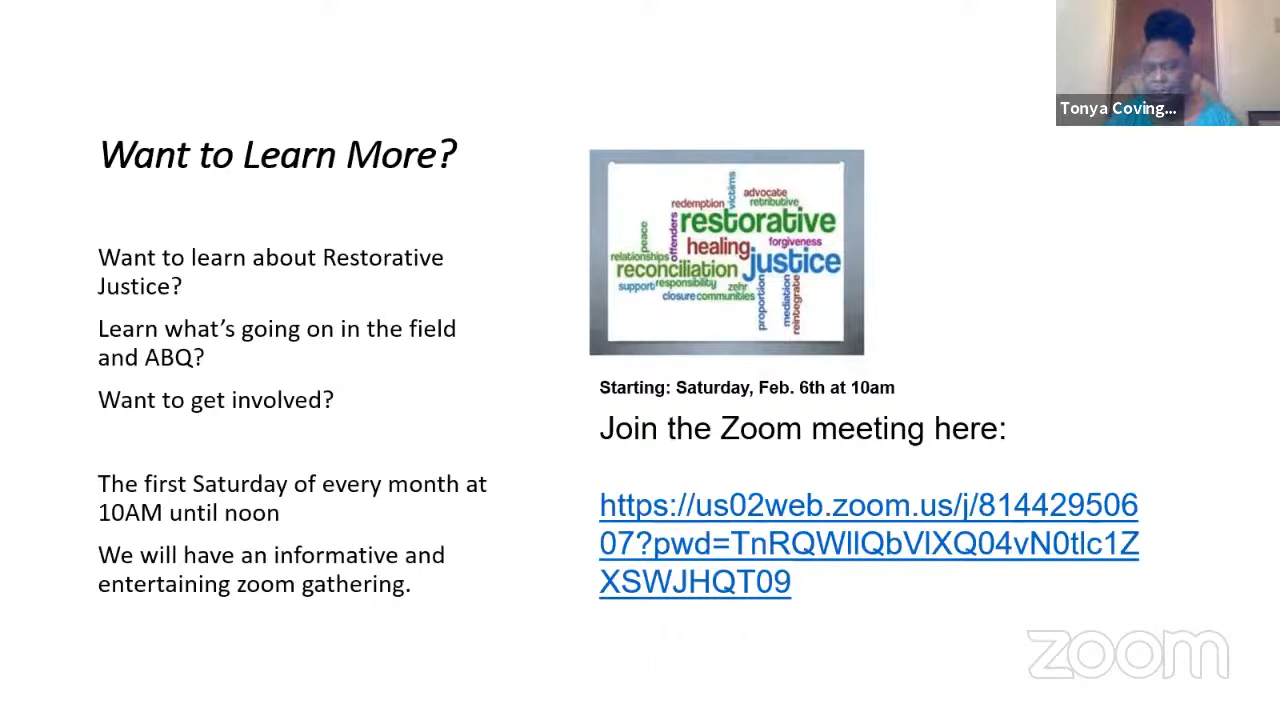 Tonya Coving...
Want to Learn More?
Want to learn about Restorative
Justice?
Learn what's going on in the field
and ABQ?
Want to get involved?
The first Saturday of every month at
10AM until noon
We will have an informative and
entertaining zoom gathering.
victims
advocate
redemption
retributive
peace
offenders
restorative
healing
forgiveness
relationships
justice
reconciliation
support
responsibility
zehr
closure
communities
proportion
mediation
reintegrate
Starting: Saturday, Feb. 6th at 10am
Join the Zoom meeting here:
https://us02web.zoom.us/j/814429506
07?pwd=TnRQWllQbVlXQ04vN0tlc1Z
XSWJHQT09
zoom